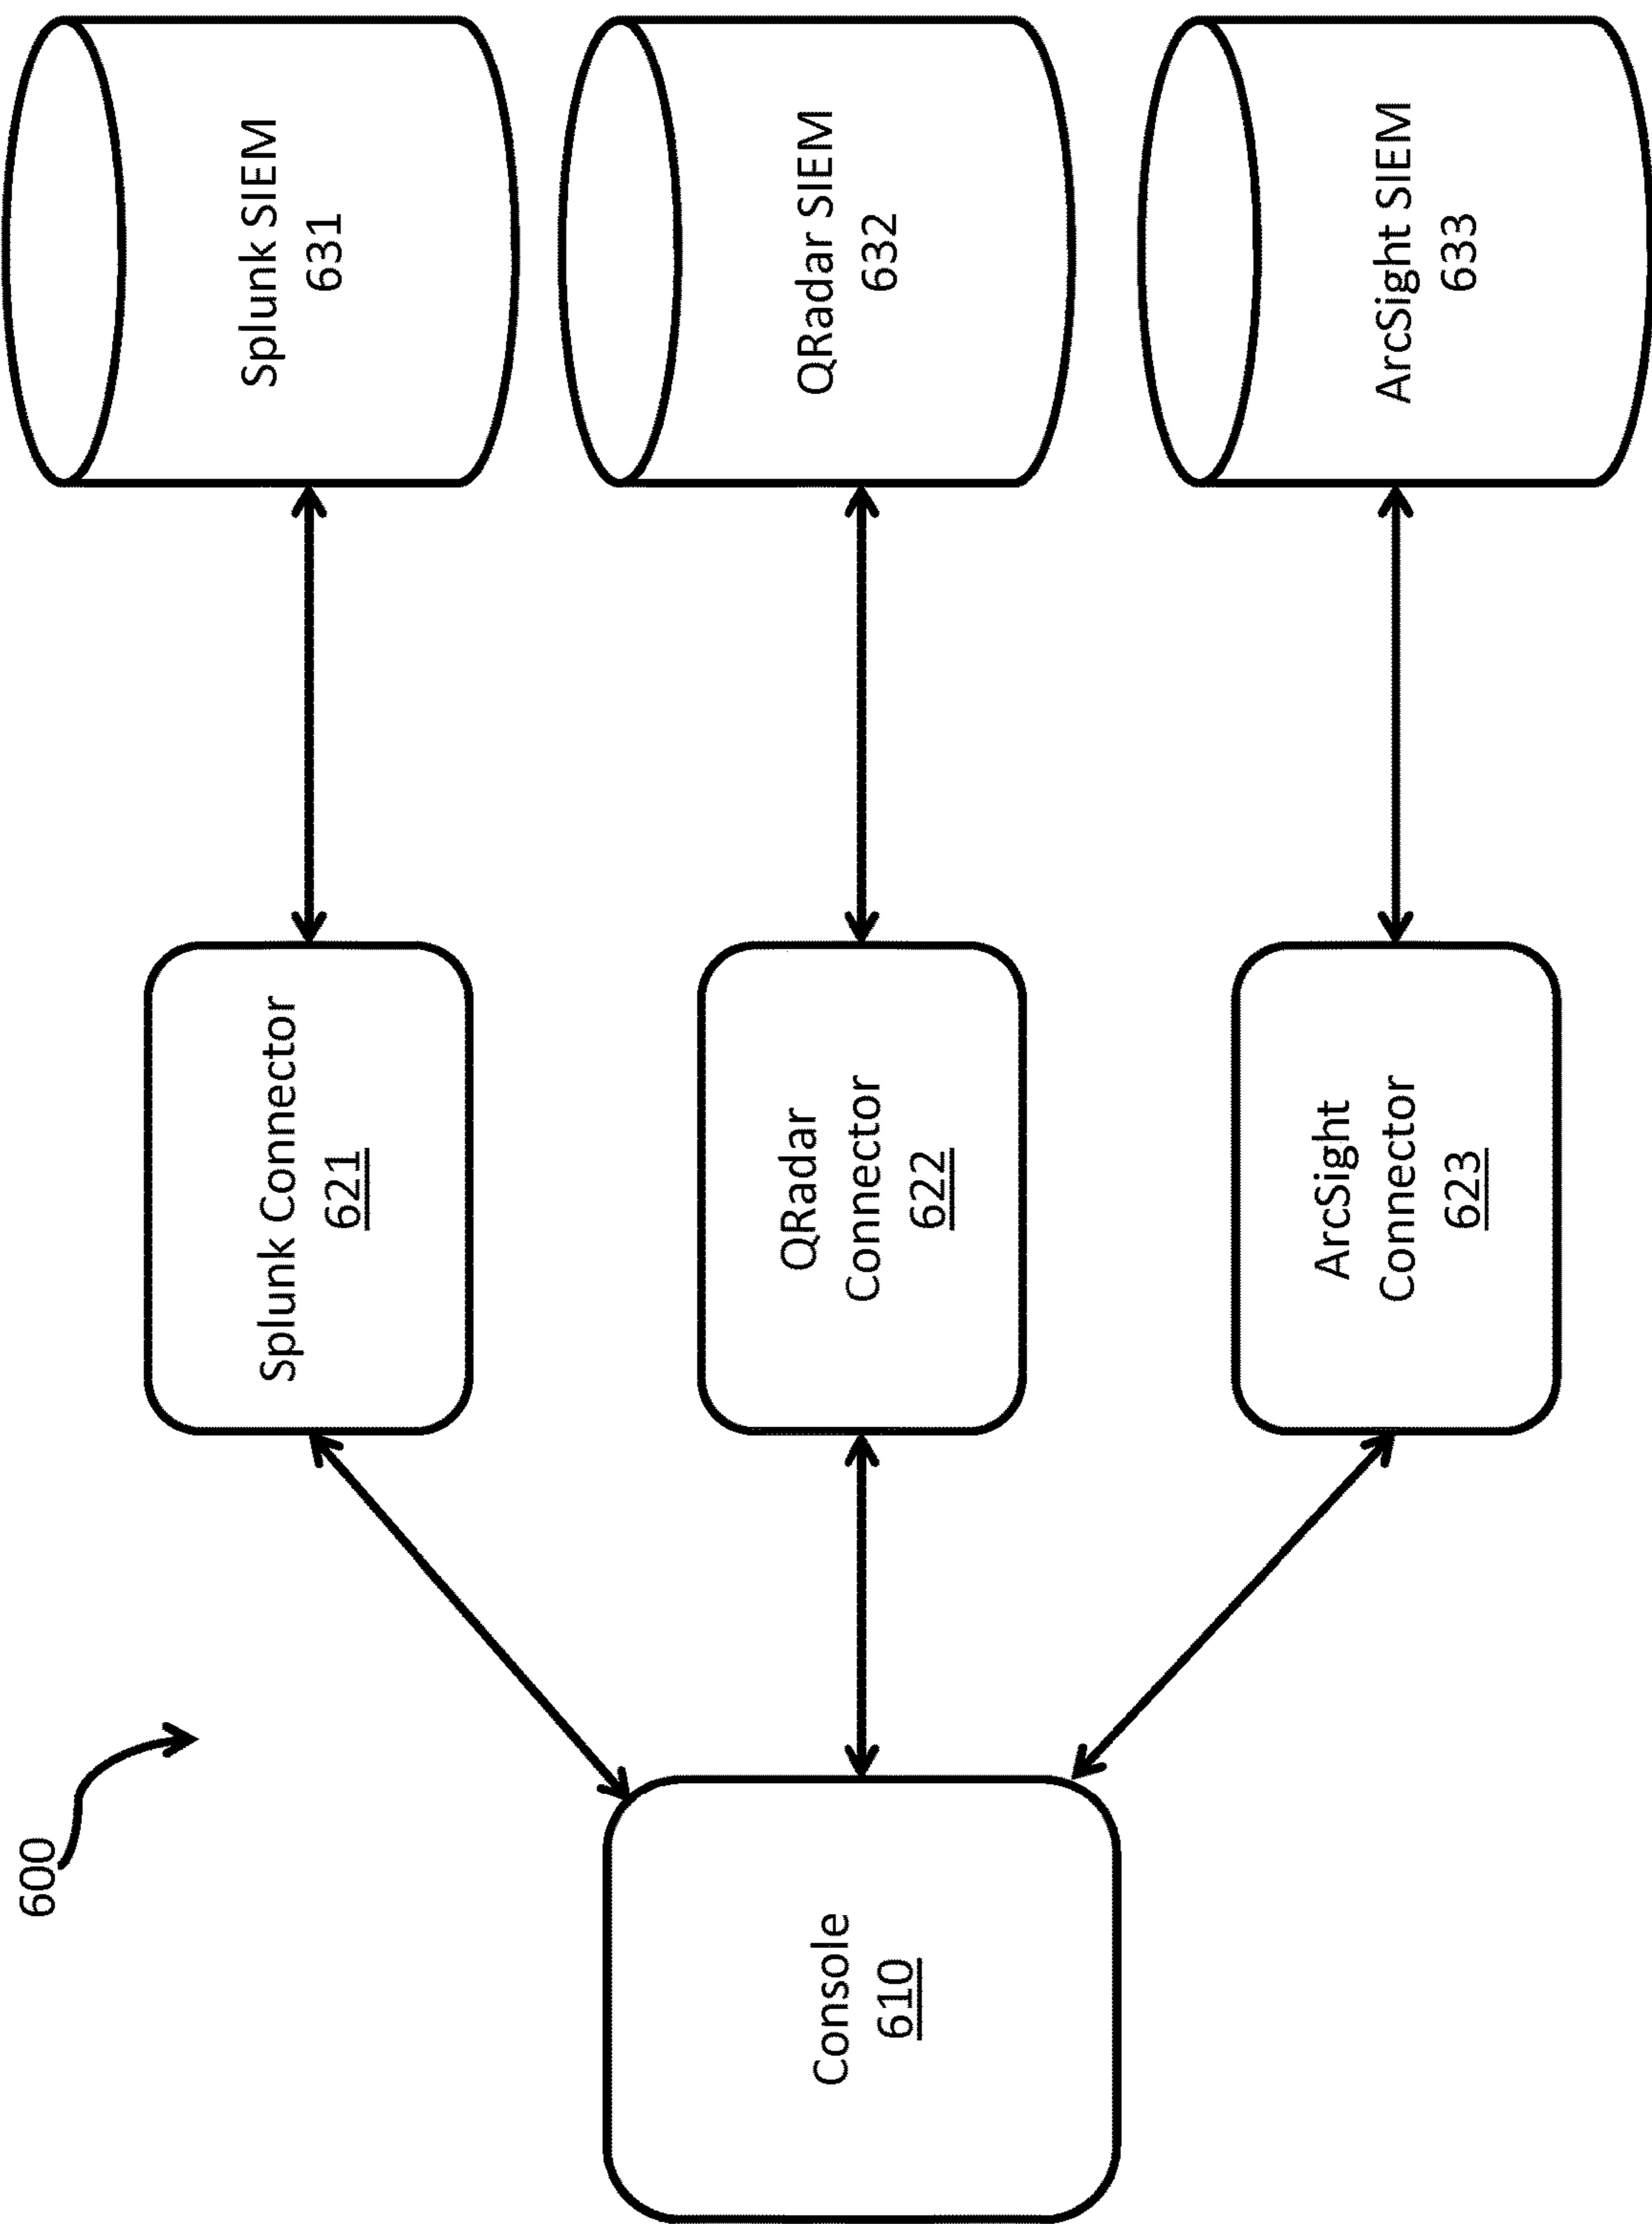 600
Console
610
Splunk Connector
621
QRadar
Connector
622
ArcSight
Connector
623
Splunk SIEM
631
QRadar SIEM
632
ArcSight SIEM
633